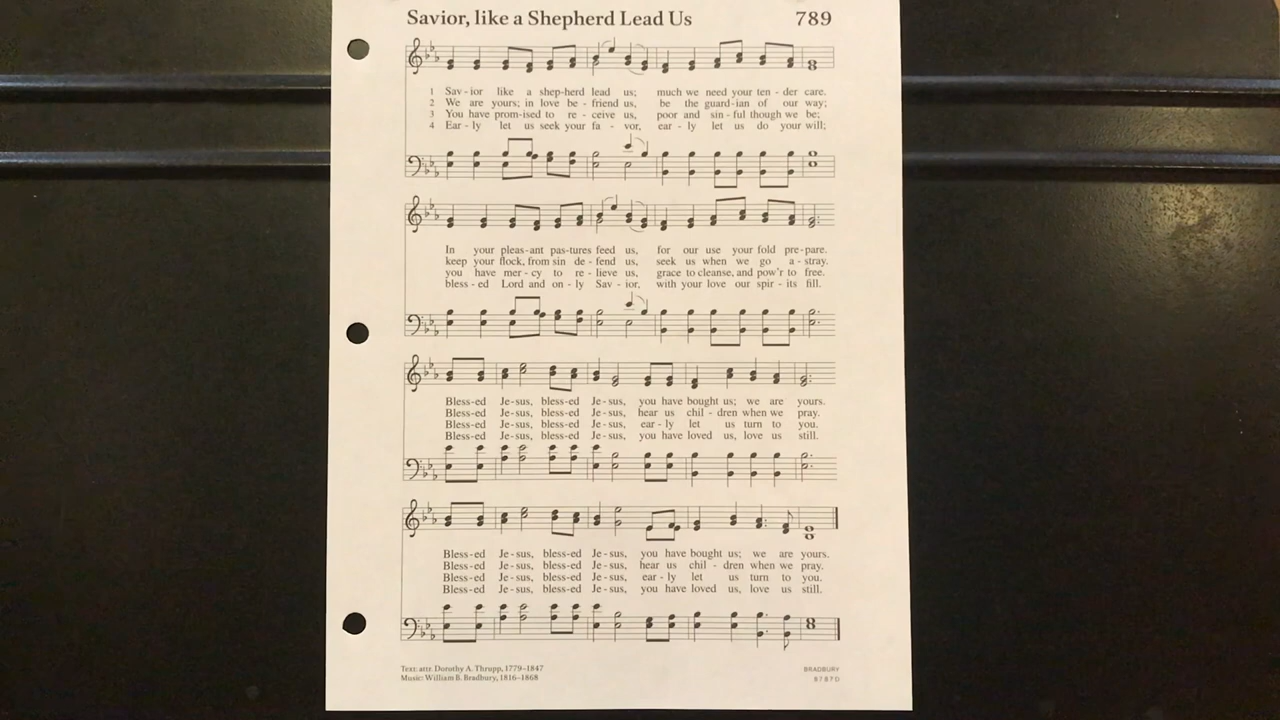 Savior, like a Shepherd Lead Us 789
1 Sav - ior like a shep-herd lead us; much we need your ten - der care.
2 We are yours; in love be - friend us, be the guard-ian of our way;
3 You have prom-ised to re - ceive us, poor and sin - ful though we be;
4 Ear - ly let us seek your fa - vor, ear - ly let us do your will;
In your pleas-ant pas-tures feed us, for our use your fold pre-pare.
keep your flock, from sin de - fend us, seek us when we go a - stray.
you have mer - cy to re - lieve us, grace to cleanse, and pow'r to free.
bless - ed Lord and on - ly Sav - ior, with your love our spir - its fill.
Bless-ed Je-sus, bless-ed Je-sus, you have bought us; we are yours.
Bless-ed Je-sus, bless-ed Je-sus, hear us chil - dren when we pray.
Bless-ed Je-sus, bless-ed Je-sus, ear - ly let us turn to you.
Bless-ed Je-sus, bless-ed Je-sus, you have loved us, love us still.
Bless-ed Je-sus, bless-ed Je-sus, you have bought us; we are yours.
Bless-ed Je-sus, bless-ed Je-sus, hear us chil - dren when we pray.
Bless-ed Je-sus, bless-ed Je-sus, ear - ly let us turn to you.
Bless-ed Je-sus, bless-ed Je-sus, you have loved us, love us still.
Text: attr. Dorothy A. Thrupp, 1779–1847 BRADBURY
Music: William B. Bradbury, 1816–1868 8 7 8 7 D